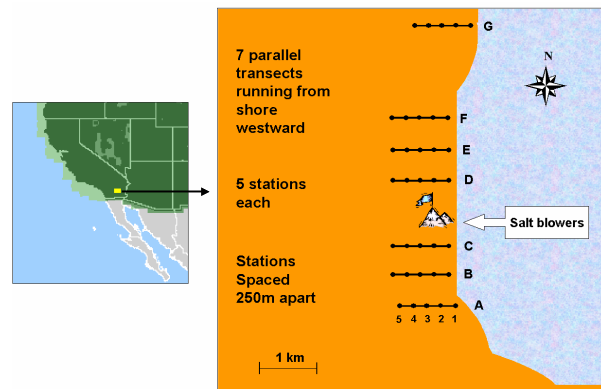 7 parallel
transects
running from
shore
westward
5 stations
each
Stations
Spaced
250m apart
1 km
G
N
F
E
D
Salt blowers
C
B
A
5 4 3 2 1